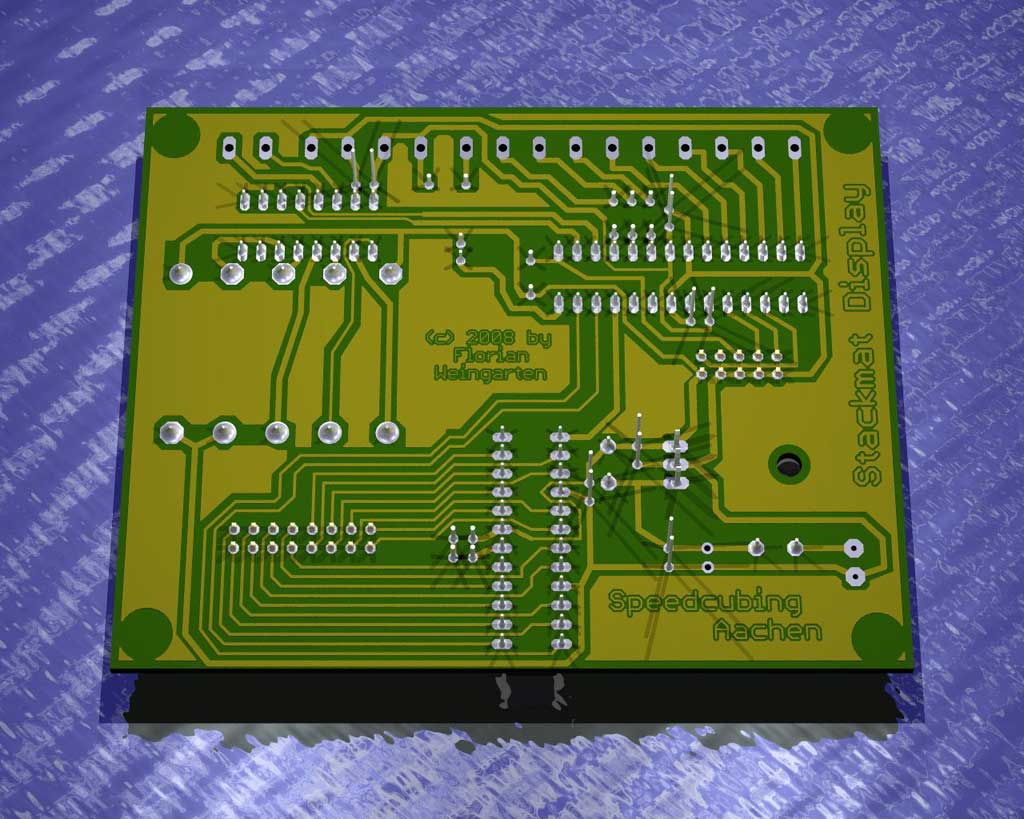 (c) 2008 by
Florian
Weingarten
Stackmat Display
Speedcubing
Aachen